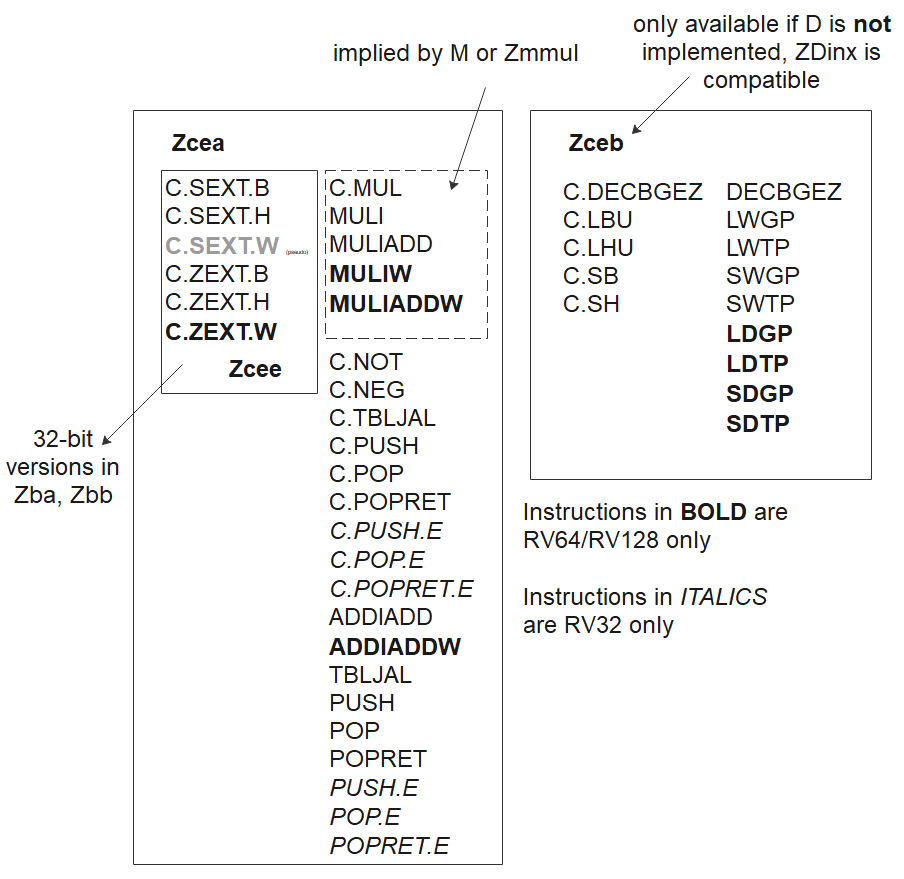 only available if D is not
implemented, ZDinx is
compatible
implied by M or Zmmul
Zcea
C.SEXT.B
C.SEXT.H
C.SEXT.W (pseudo)
C.ZEXT.B
C.ZEXT.H
C.ZEXT.W
Zcee
32-bit
versions in
Zba, Zbb
C.MUL
MULI
MULIADD
MULIW
MULIADDW
C.NOT
C.NEG
C.TBLJAL
C.PUSH
C.POP
C.POPRET
C.PUSH.E
C.POP.E
C.POPRET.E
ADDIADD
ADDIADDW
TBLJAL
PUSH
POP
POPRET
PUSH.E
POP.E
POPRET.E
Zceb
C.DECBGEZ
C.LBU
C.LHU
C.SB
C.SH
DECBGEZ
LWGP
LWTP
SWGP
SWTP
LDGP
LDTP
SDGP
SDTP
Instructions in BOLD are
RV64/RV128 only
Instructions in ITALICS
are RV32 only